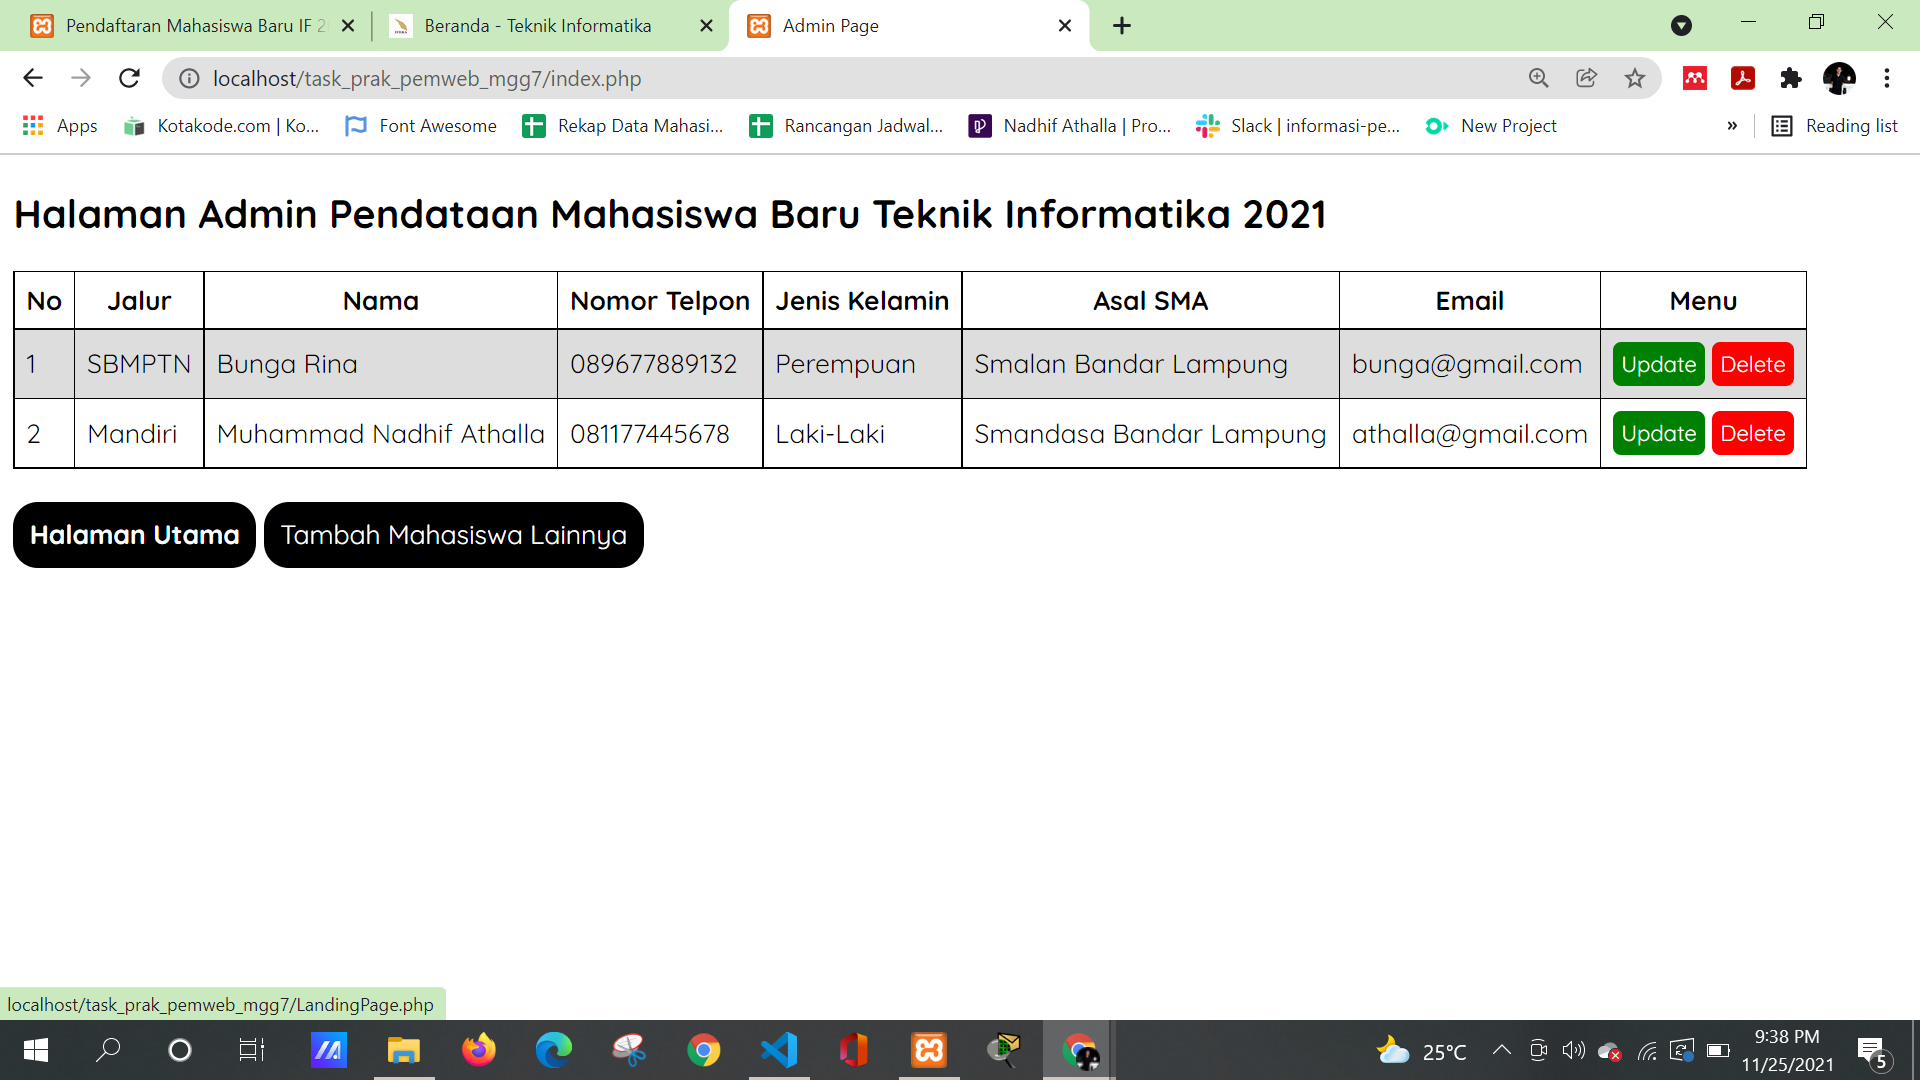 Pendaftaran Mahasiswa Baru IF 2
Beranda - Teknik Informatika
Admin Page
localhost/task_prak_pemweb_mgg7/index.php
Apps
Kotakode.com | Ko...
Font Awesome
Rekap Data Mahasi...
Rancangan Jadwal...
Nadhif Athalla | Pro...
Slack | informasi-pe...
New Project
»
Reading list
Halaman Admin Pendataan Mahasiswa Baru Teknik Informatika 2021
No Jalur Nama Nomor Telpon Jenis Kelamin Asal SMA Email Menu
1 SBMPTN Bunga Rina 089677889132 Perempuan Smalan Bandar Lampung bunga@gmail.com Update Delete
2 Mandiri Muhammad Nadhif Athalla 081177445678 Laki-Laki Smandasa Bandar Lampung athalla@gmail.com Update Delete
Halaman Utama Tambah Mahasiswa Lainnya
localhost/task_prak_pemweb_mgg7/LandingPage.php
25°C
9:38 PM
11/25/2021
5